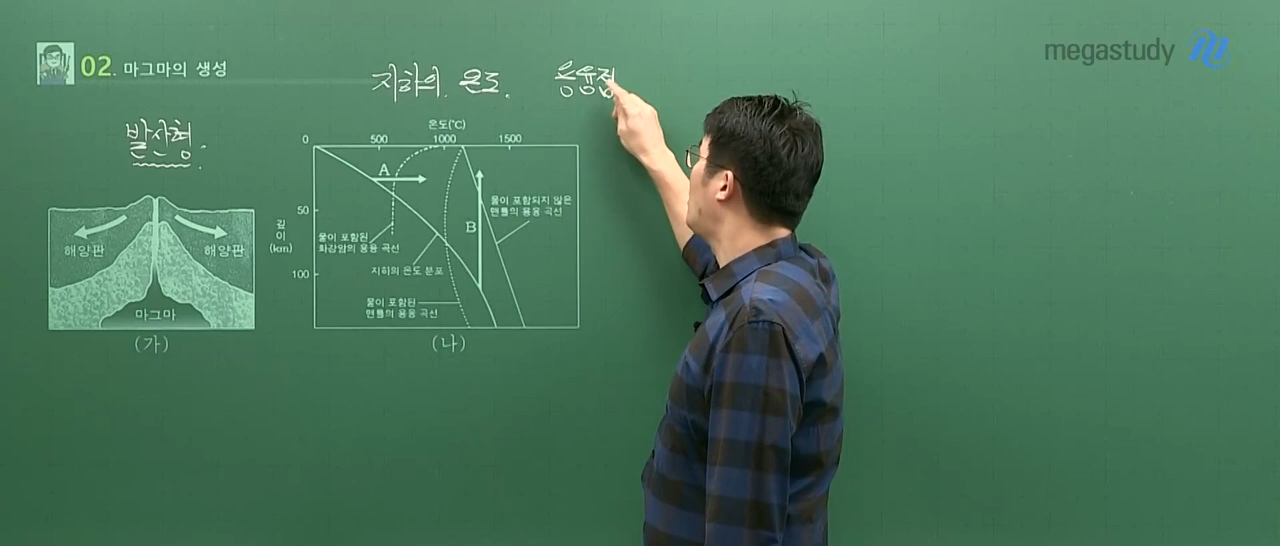 megastudy
02. 마그마의 생성
지하의 온도. 용융점
발산형.
온도(℃)
0 500 1000 1500
A
물이 포함되지 않은
맨틀의 용융 곡선
50
B
깊
이
(km)
해양판 해양판
물이 포함된
화강암의 용융 곡선
지하의 온도 분포
100
물이 포함된
맨틀의 용융 곡선
마그마
(가) (나)